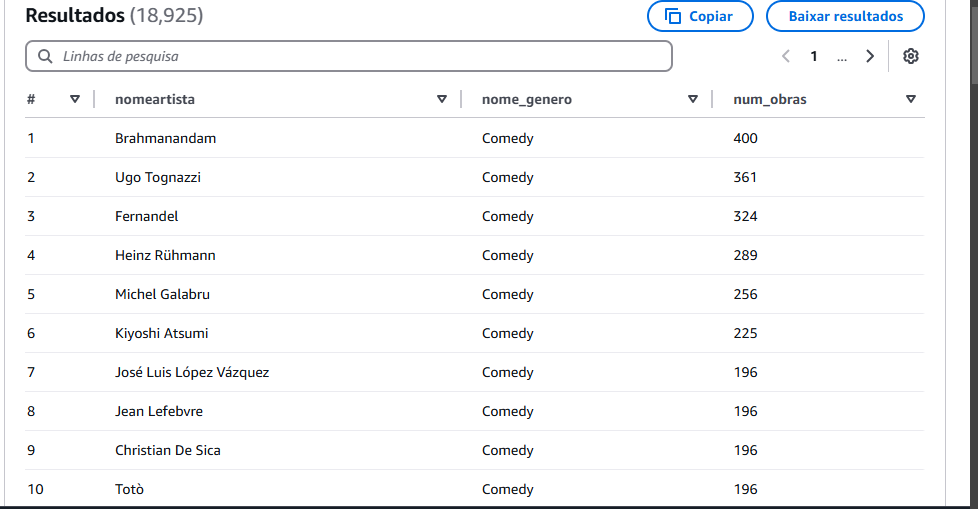 Resultados (18,925)
Copiar
Baixar resultados
Linhas de pesquisa
1 ...
# nomeartista nome_genero num_obras
1 Brahmanandam Comedy 400
2 Ugo Tognazzi Comedy 361
3 Fernandel Comedy 324
4 Heinz Rühmann Comedy 289
5 Michel Galabru Comedy 256
6 Kiyoshi Atsumi Comedy 225
7 José Luis López Vázquez Comedy 196
8 Jean Lefebvre Comedy 196
9 Christian De Sica Comedy 196
10 Totò Comedy 196